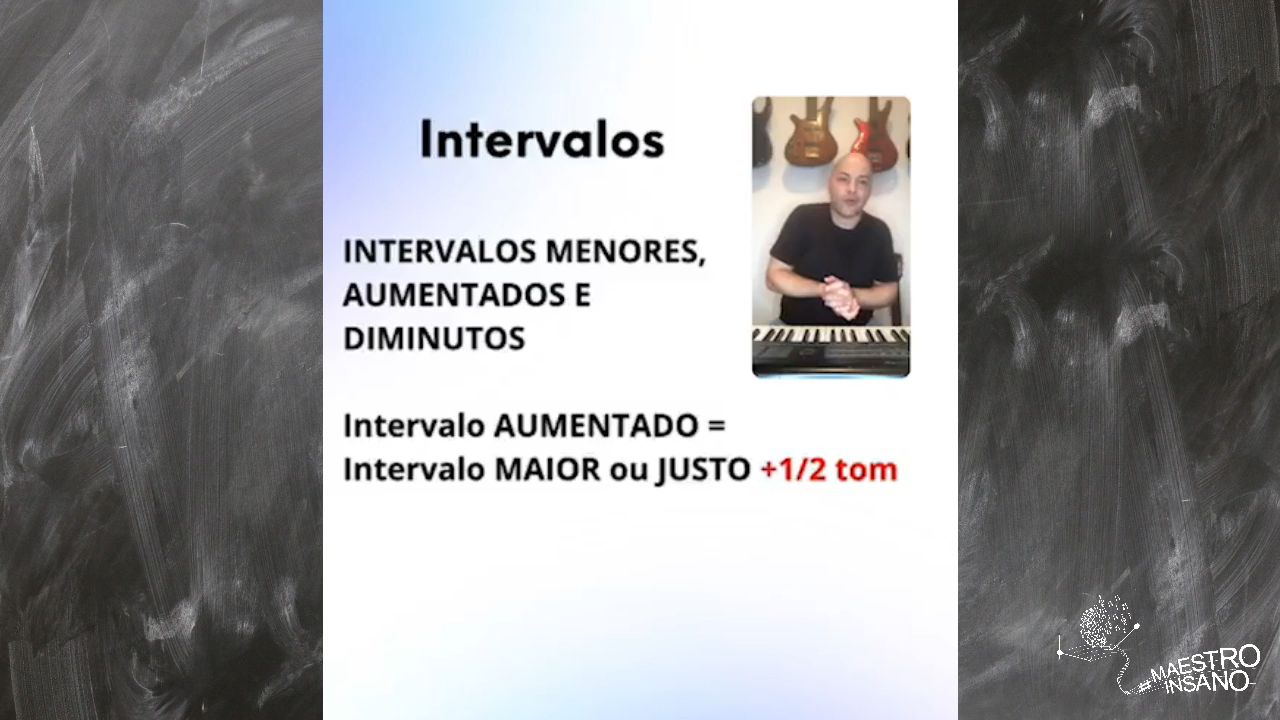 Intervalos
INTERVALOS MENORES,
AUMENTADOS E
DIMINUTOS
Intervalo AUMENTADO =
Intervalo MAIOR ou JUSTO +1/2 tom
#MAESTRO
INSANO